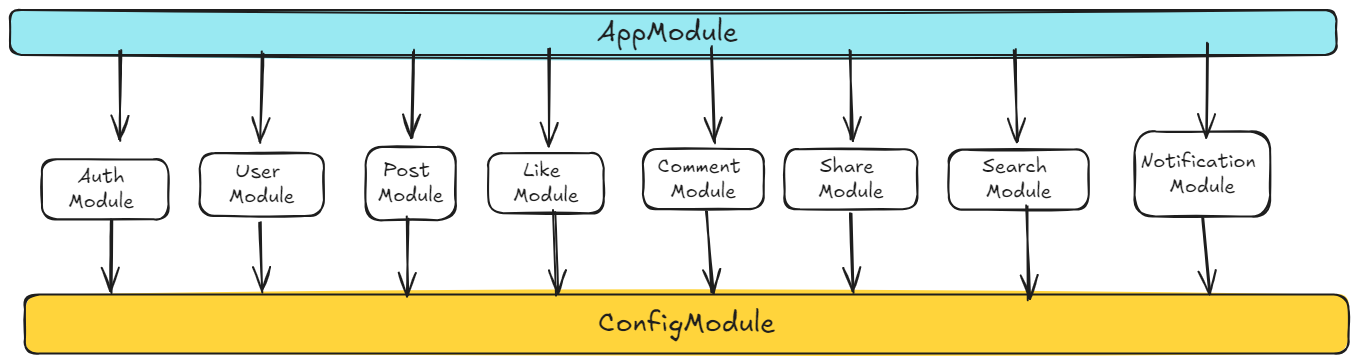 AppModule
Auth
Module
User
Module
Post
Module
Like
Module
Comment
Module
Share
Module
Search
Module
Notification
Module
ConfigModule